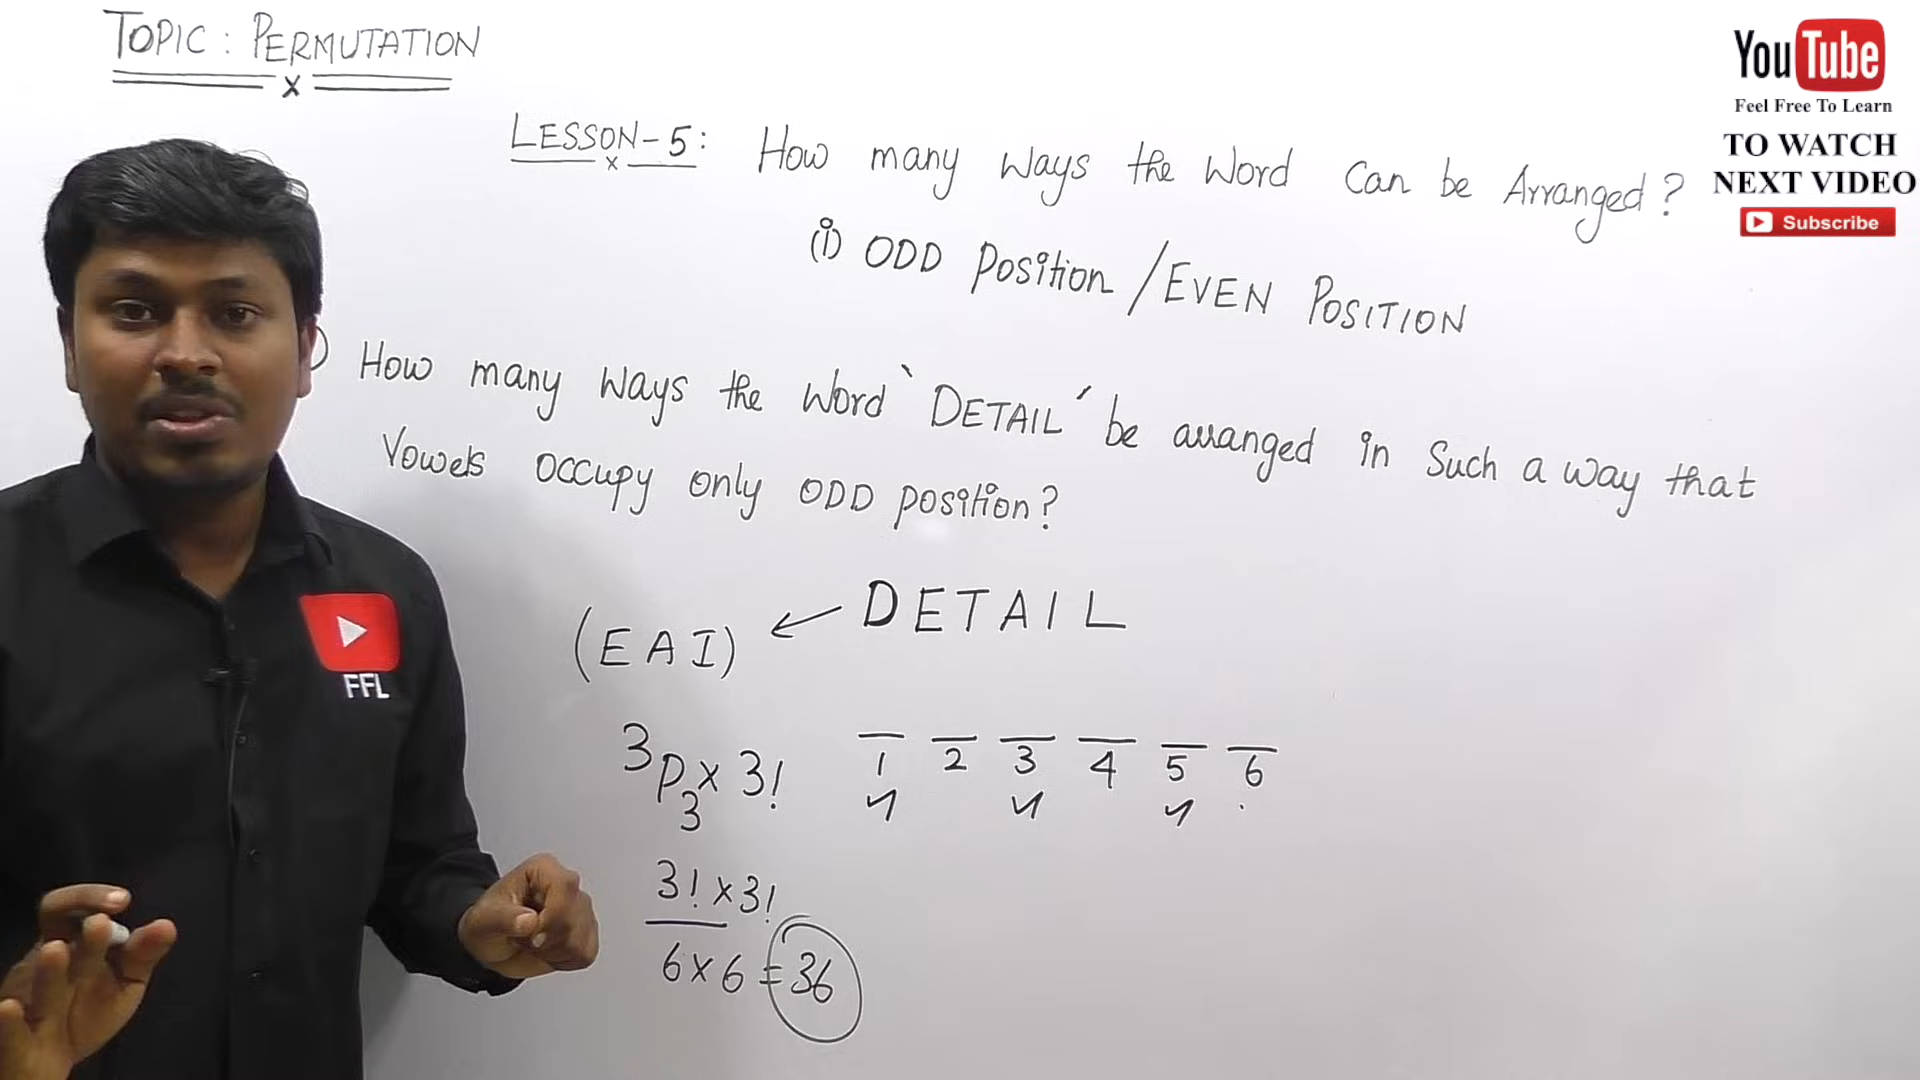 TOPIC : PERMUTATION
x
LESSON-5: How many ways the word can be Arranged?
x
(i) ODD Position / EVEN POSITION
) How many ways the word `DETAIL´ be arranged in Such a way that
Vowels occupy only ODD position?
(E A I) ← DETAIL
3P3 x 3!
1 2 3 4 5 6
3! x 3!
6 x 6 = 36
FFL
YouTube
Feel Free To Learn
TO WATCH
NEXT VIDEO
Subscribe